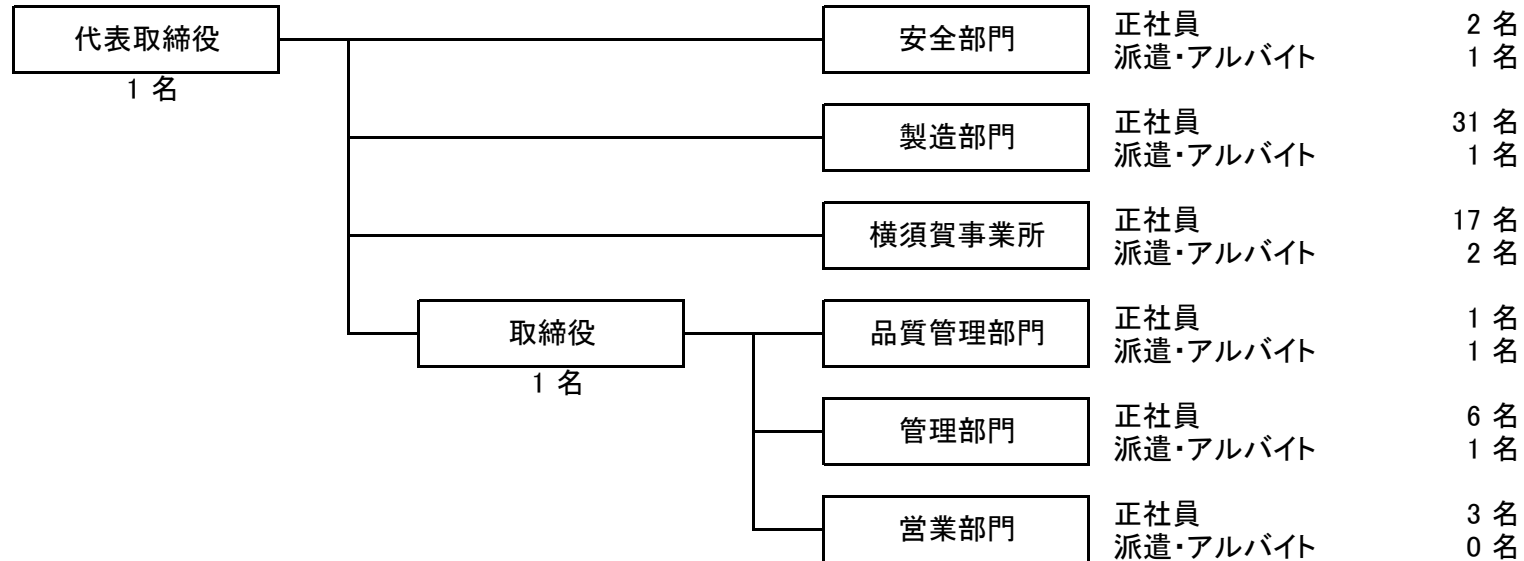 代表取締役
1 名
安全部門
正社員 2 名
派遣・アルバイト 1 名
製造部門
正社員 31 名
派遣・アルバイト 1 名
横須賀事業所
正社員 17 名
派遣・アルバイト 2 名
取締役
1 名
品質管理部門
正社員 1 名
派遣・アルバイト 1 名
管理部門
正社員 6 名
派遣・アルバイト 1 名
営業部門
正社員 3 名
派遣・アルバイト 0 名